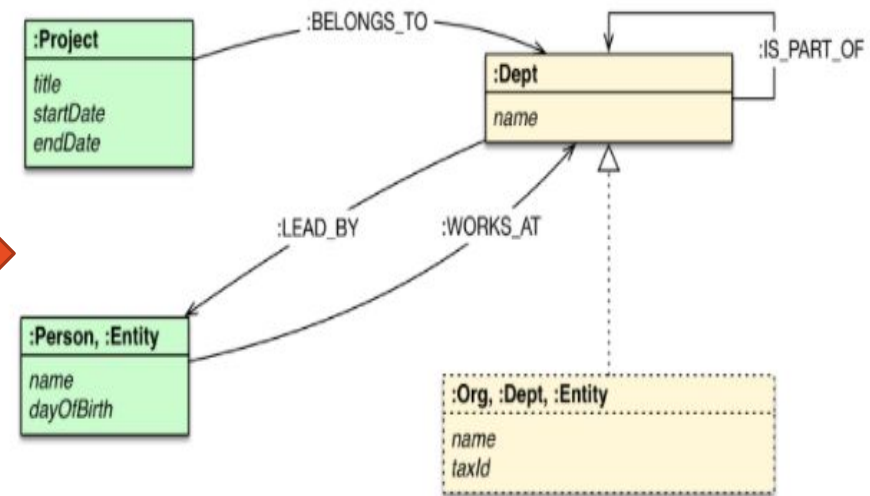 :BELONGS_TO
:Project
title
startDate
endDate
:Dept
name
:IS_PART_OF
:LEAD_BY
:WORKS_AT
:Person, :Entity
name
dayOfBirth
:Org, :Dept, :Entity
name
taxId